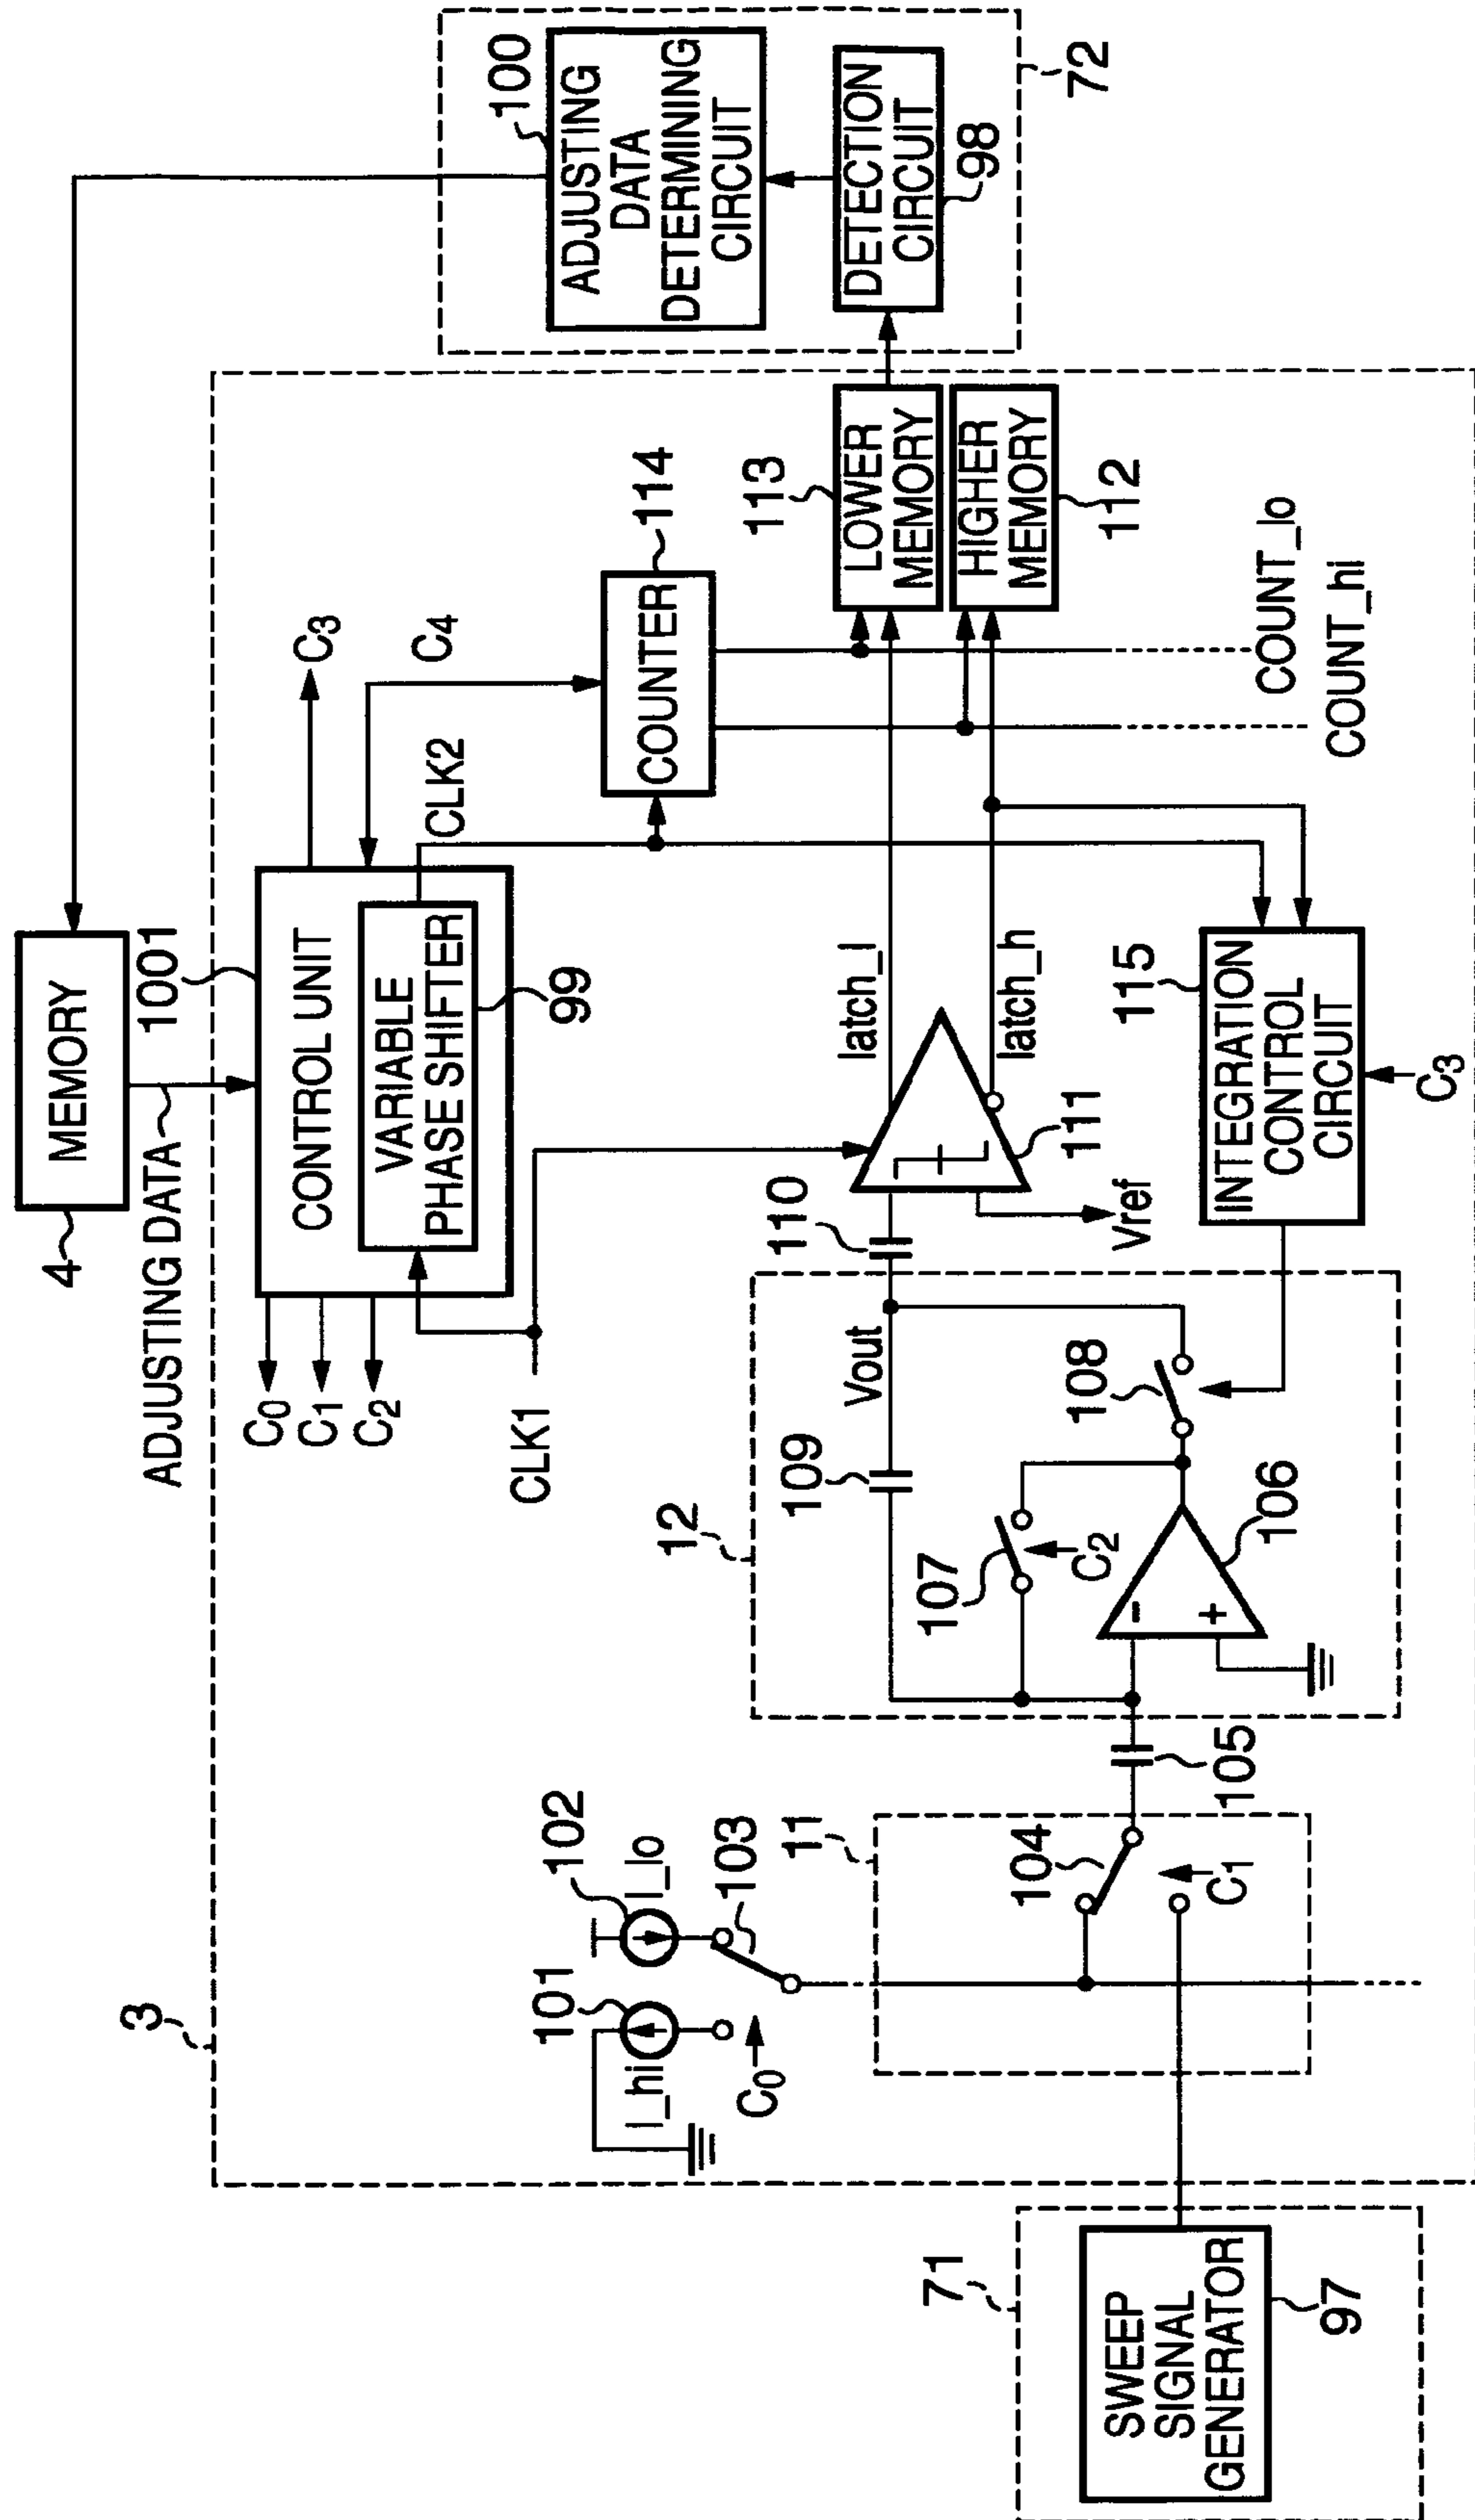 MEMORY
4
ADJUSTING DATA
1001
CONTROL UNIT
VARIABLE
PHASE SHIFTER
99
C0
C1
C2
C3
C4
CLK1
CLK2
100
ADJUSTING
DATA
DETERMINING
CIRCUIT
DETECTION
CIRCUIT
98
72
COUNTER
114
113
LOWER
MEMORY
HIGHER
MEMORY
112
COUNT_lo
COUNT_hi
latch_l
latch_h
111
110
Vref
115
INTEGRATION
CONTROL
CIRCUIT
C3
12
109
Vout
108
107
C2
106
-
+
105
3
101
102
I_hi
I_lo
103
C0
11
104
C1
71
SWEEP
SIGNAL
GENERATOR
97